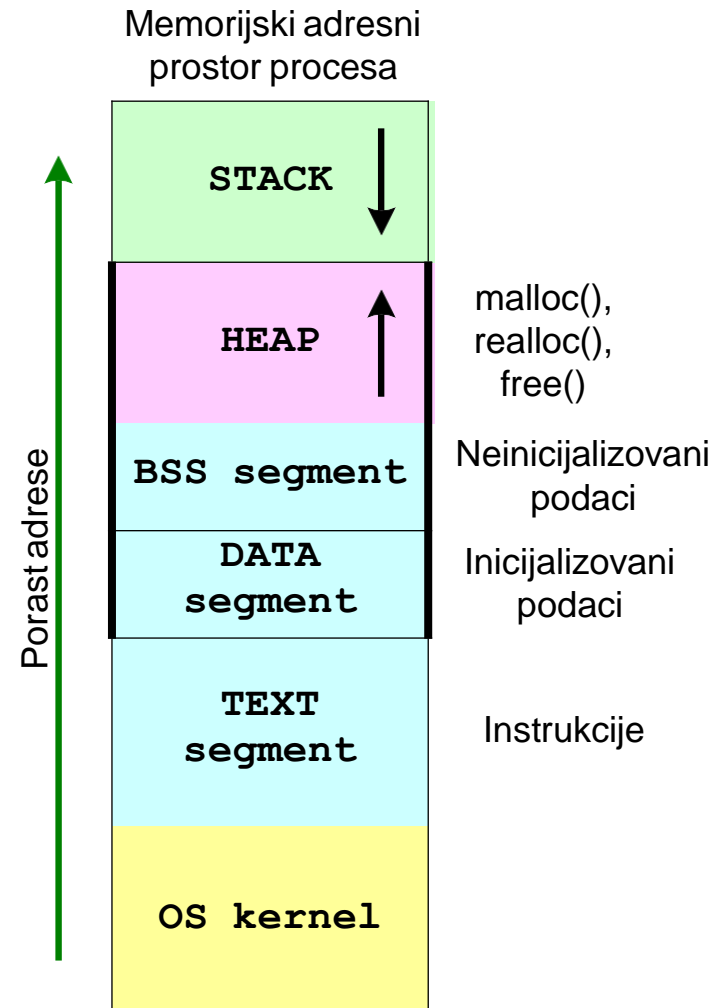 Memorijski adresni
prostor procesa
STACK
HEAP
malloc(),
realloc(),
free()
BSS segment
Neinicijalizovani
podaci
DATA
segment
Inicijalizovani
podaci
TEXT
segment
Instrukcije
OS kernel
Porast adrese